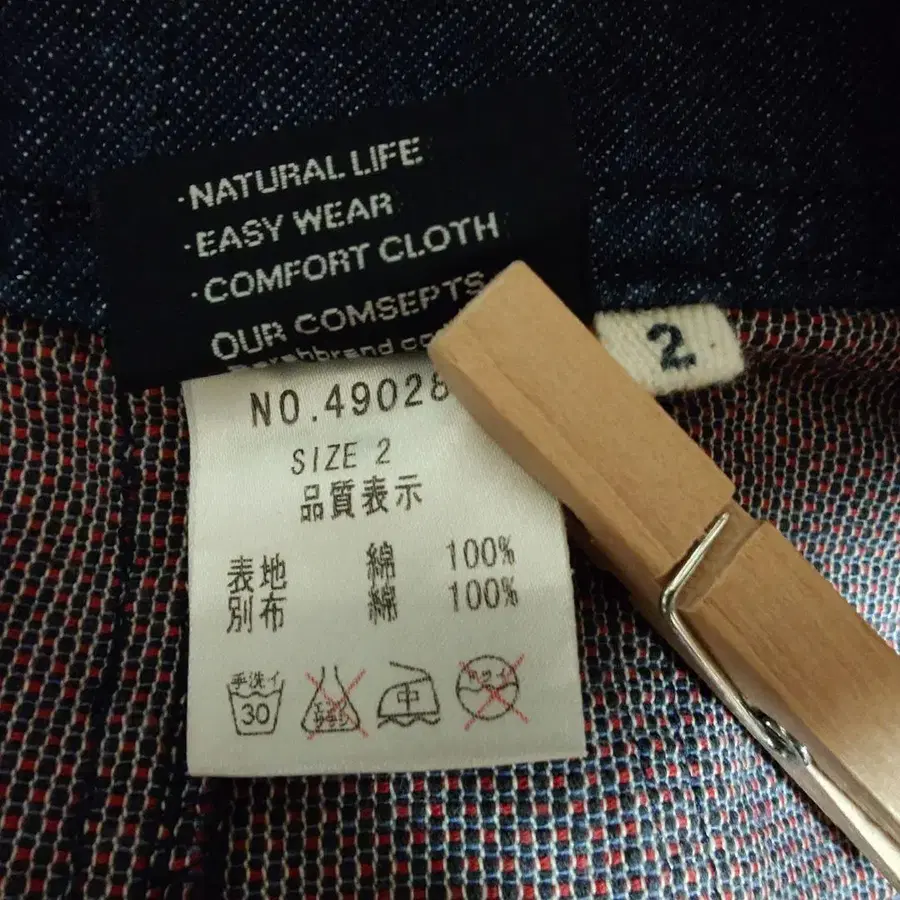 ·NATURAL LIFE
·EASY WEAR
·COMFORT CLOTH
OUR COMSEPTS
2
NO.49028
SIZE 2
品質表示
表地 綿 100%
別布 綿 100%
手洗イ
30
中